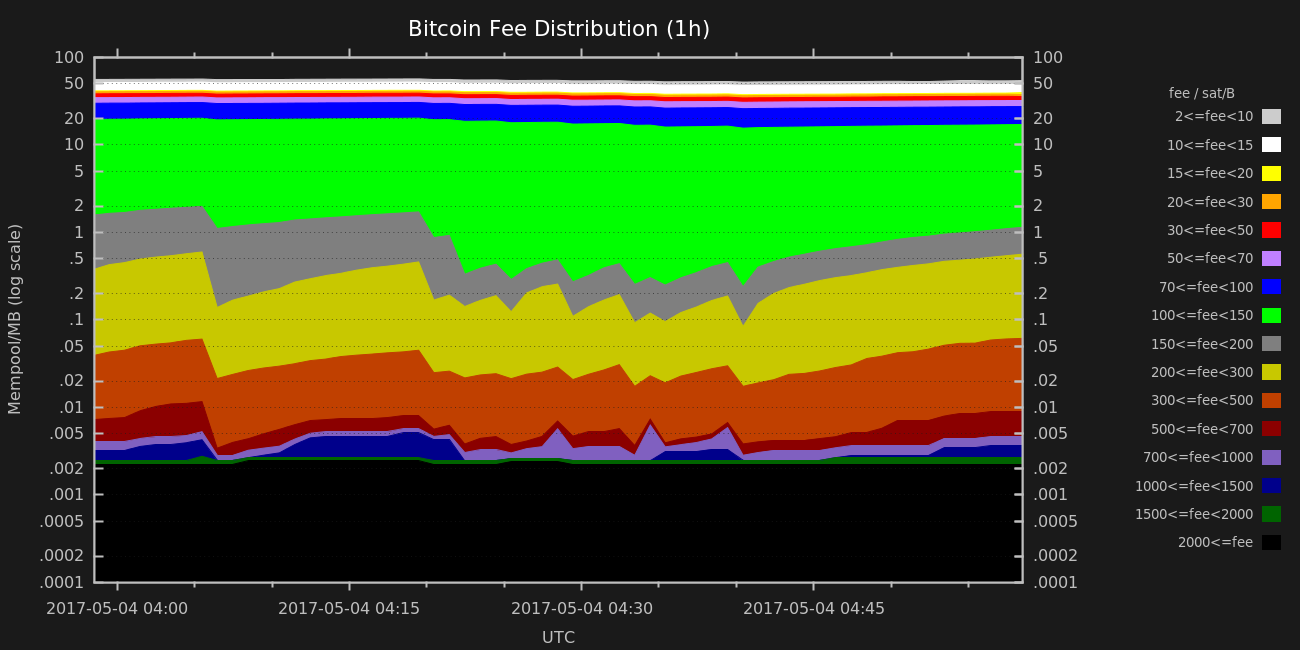 Bitcoin Fee Distribution (1h)
Mempool/MB (log scale)
100
50
20
10
5
2
1
.5
.2
.1
.05
.02
.01
.005
.002
.001
.0005
.0002
.0001
100
50
20
10
5
2
1
.5
.2
.1
.05
.02
.01
.005
.002
.001
.0005
.0002
.0001
2017-05-04 04:00
2017-05-04 04:15
2017-05-04 04:30
2017-05-04 04:45
UTC
fee / sat/B
2<=fee<10
10<=fee<15
15<=fee<20
20<=fee<30
30<=fee<50
50<=fee<70
70<=fee<100
100<=fee<150
150<=fee<200
200<=fee<300
300<=fee<500
500<=fee<700
700<=fee<1000
1000<=fee<1500
1500<=fee<2000
2000<=fee